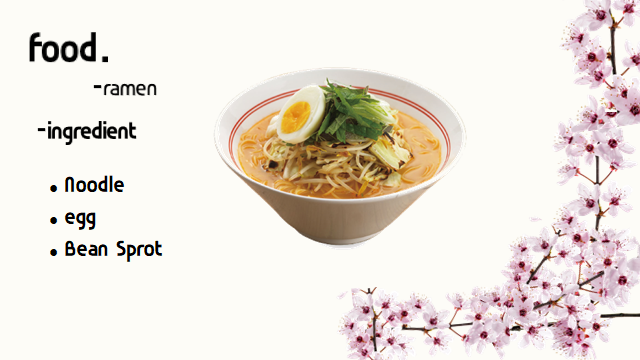 food.
-ramen
-ingredient
• Noodle
• egg
• Bean Sprot